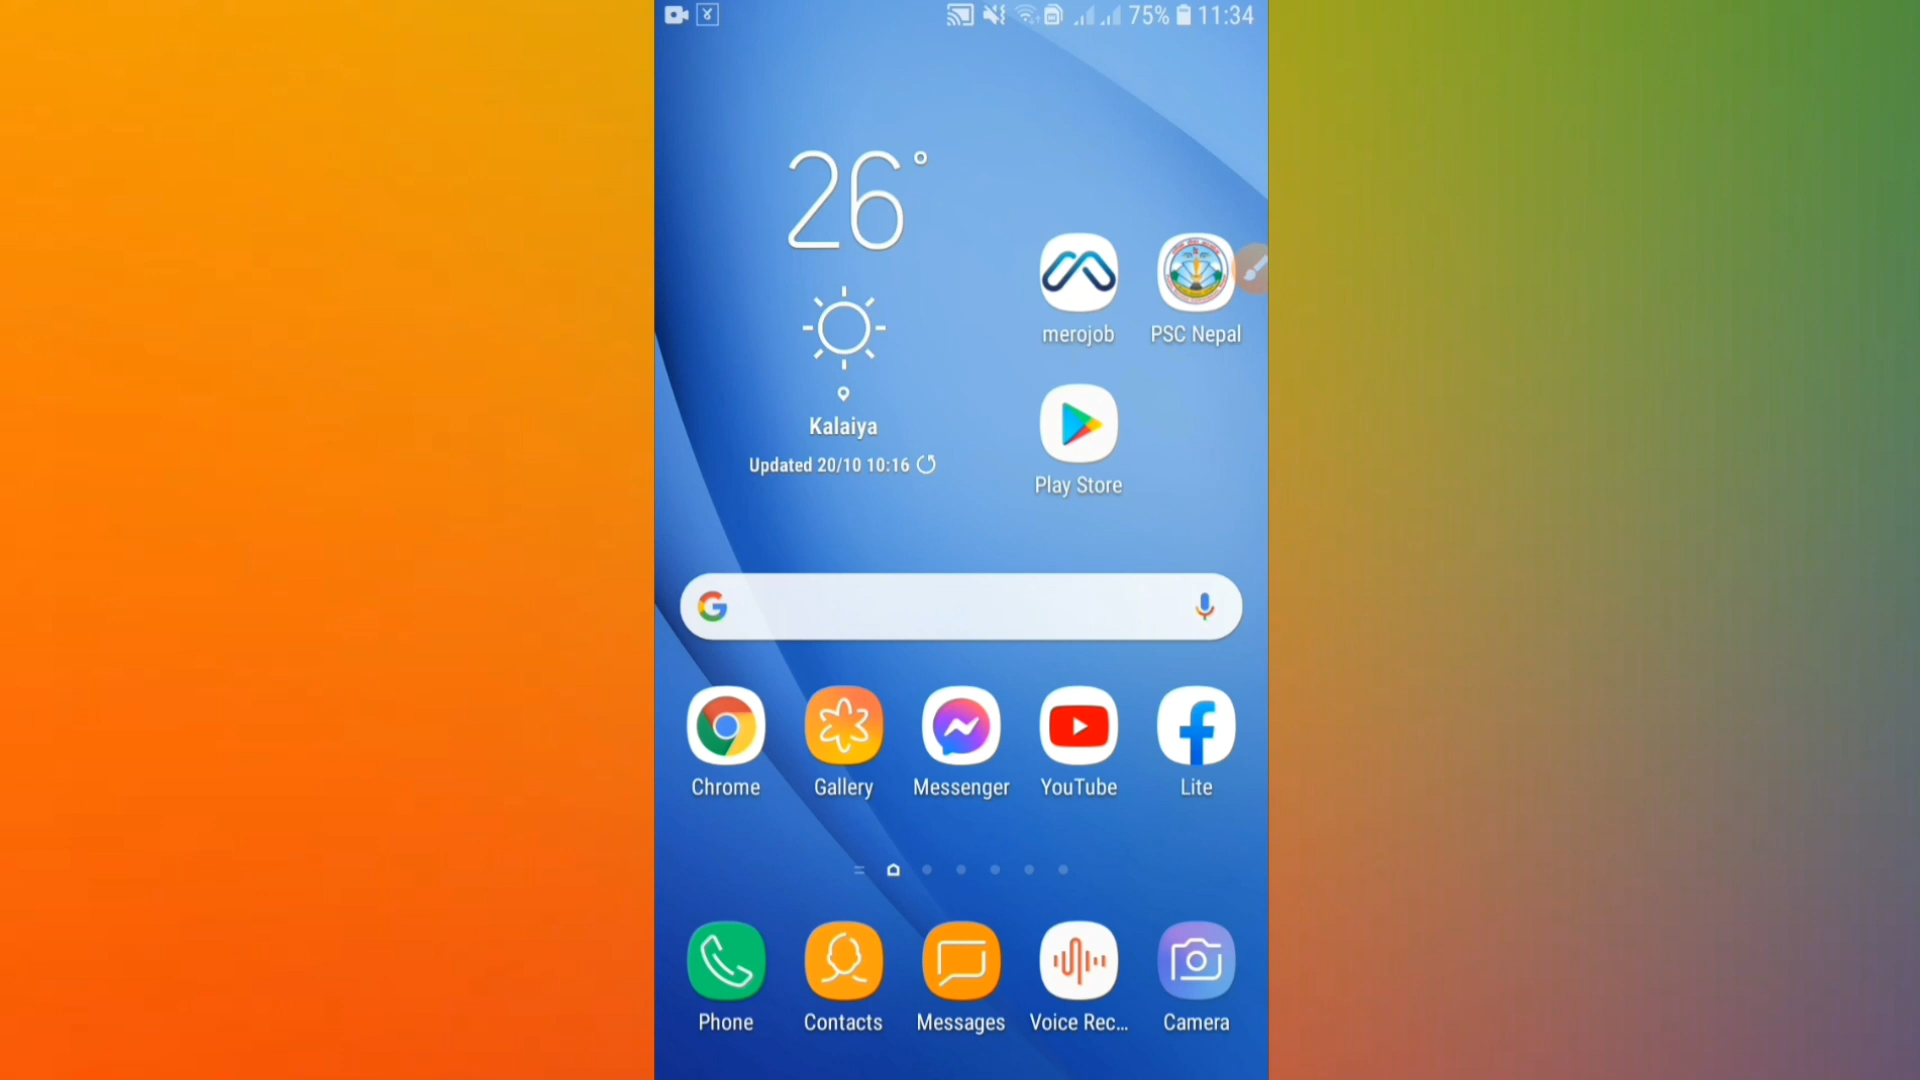 75% 11:34
26°
Kalaiya
Updated 20/10 10:16
merojob
PSC Nepal
Play Store
Chrome
Gallery
Messenger
YouTube
Lite
Phone
Contacts
Messages
Voice Rec...
Camera